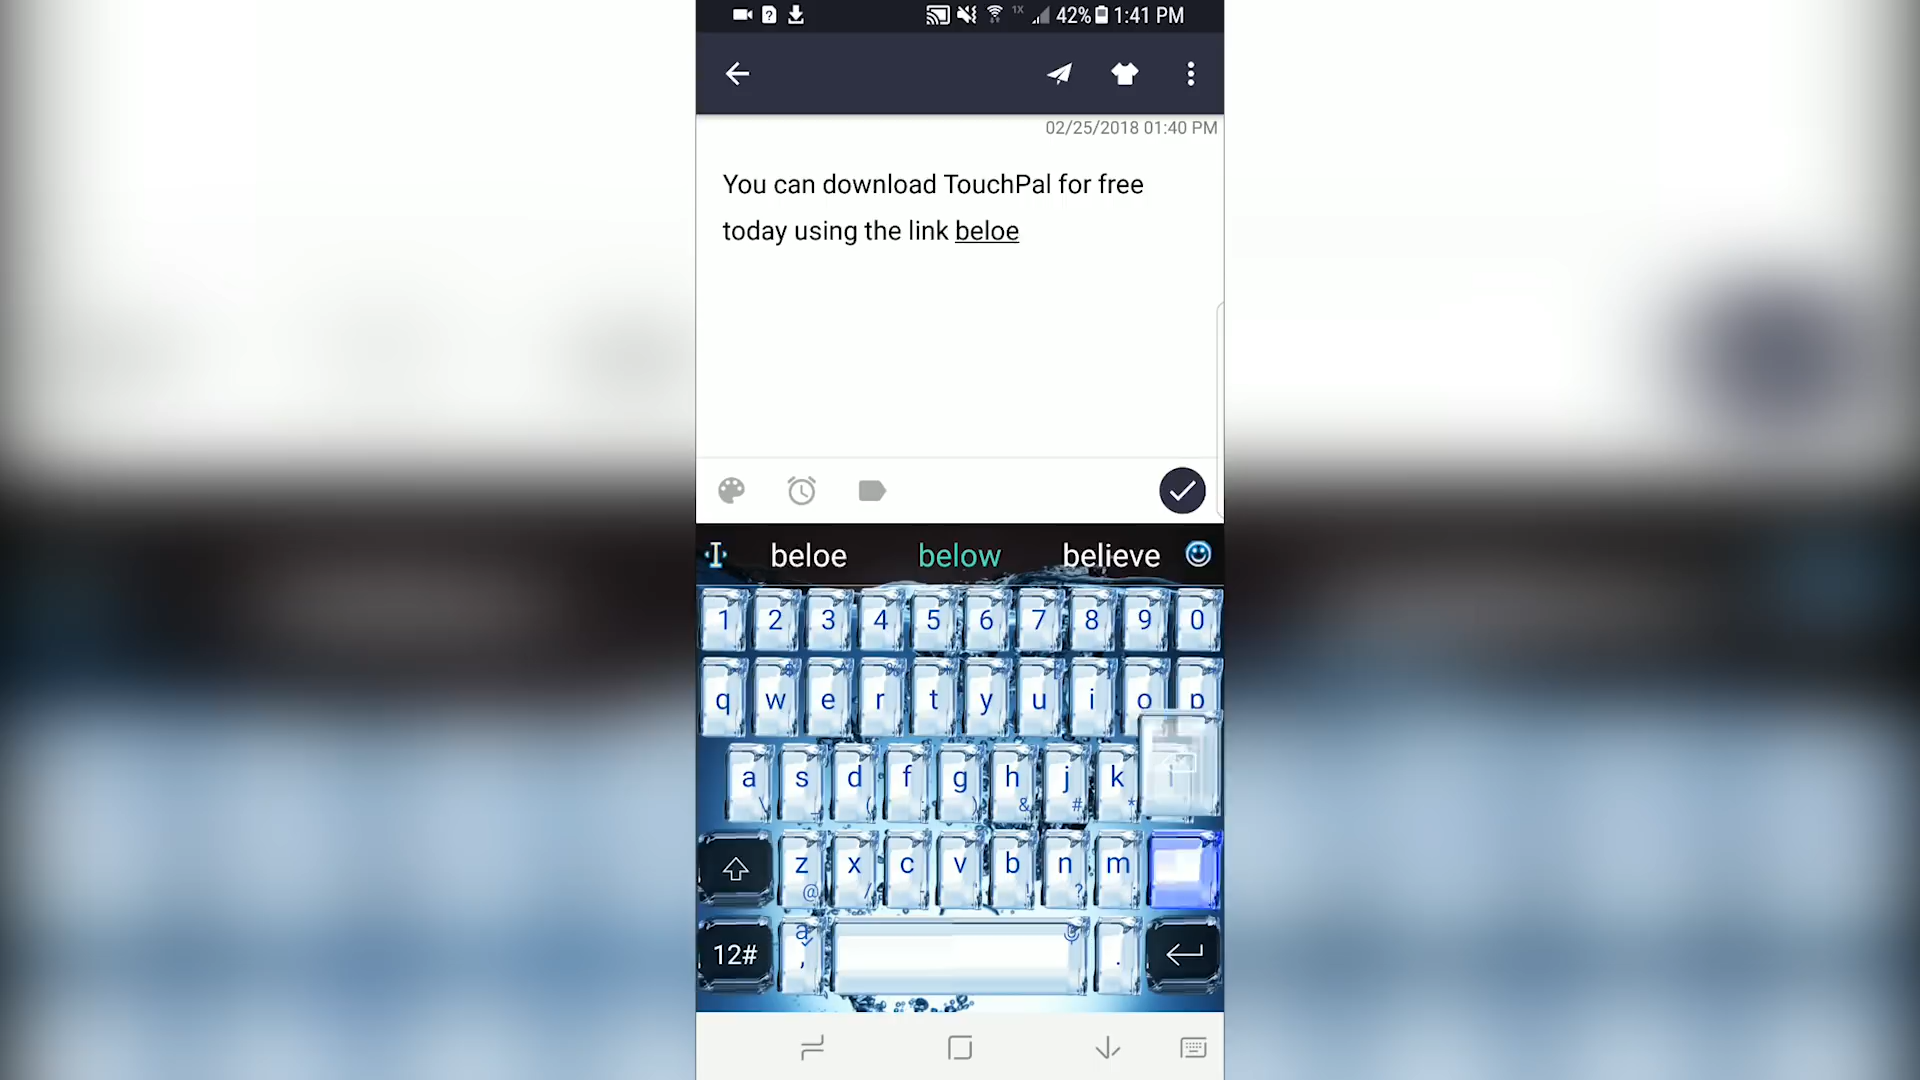 1X 42% 1:41 PM
02/25/2018 01:40 PM
You can download TouchPal for free
today using the link beloe
beloe below believe
1 2 3 4 5 6 7 8 9 0
q w e r t y u i o p
a s d f g h j k
\ _ ( : ) & # *
z x c v b n m
@ / - ! ?
12# , .